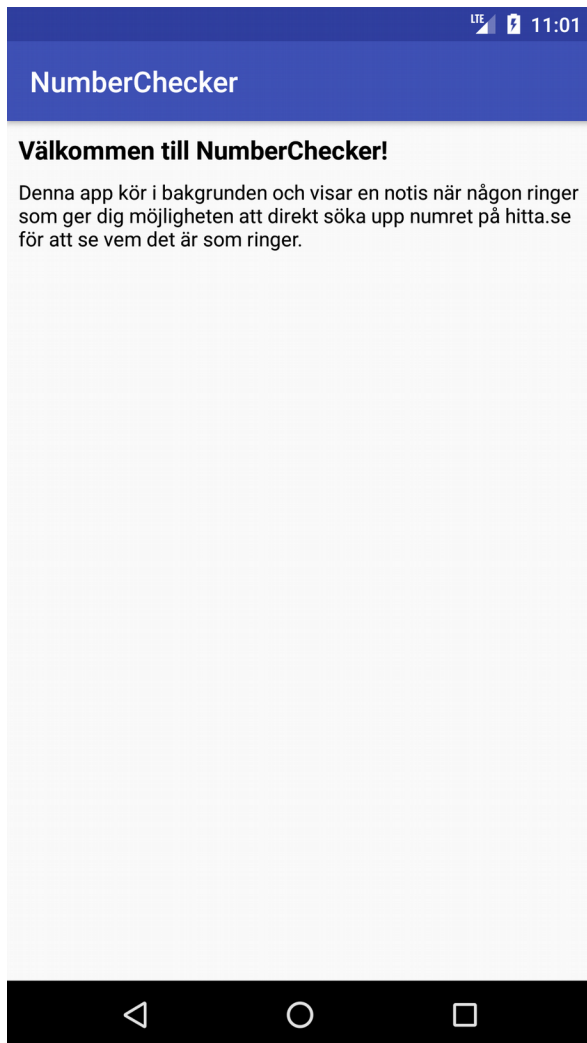 LTE 11:01
NumberChecker
Välkommen till NumberChecker!
Denna app kör i bakgrunden och visar en notis när någon ringer
som ger dig möjligheten att direkt söka upp numret på hitta.se
för att se vem det är som ringer.